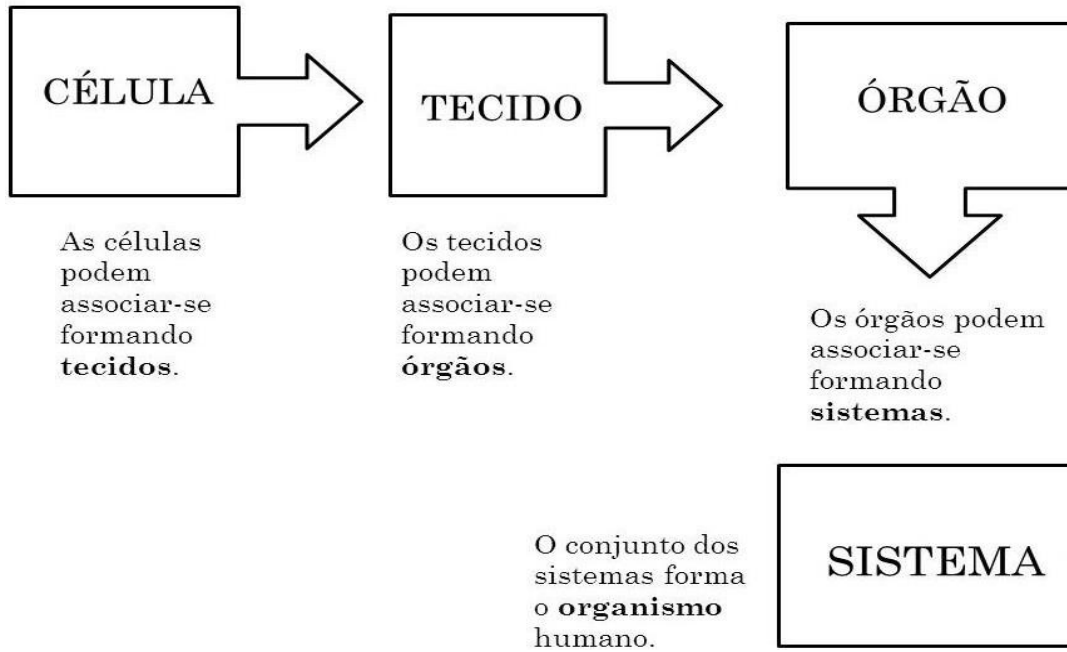 CÉLULA
TECIDO
ÓRGÃO
As células
podem
associar-se
formando
tecidos.
Os tecidos
podem
associar-se
formando
órgãos.
Os órgãos podem
associar-se
formando
sistemas.
SISTEMA
O conjunto dos
sistemas forma
o organismo
humano.